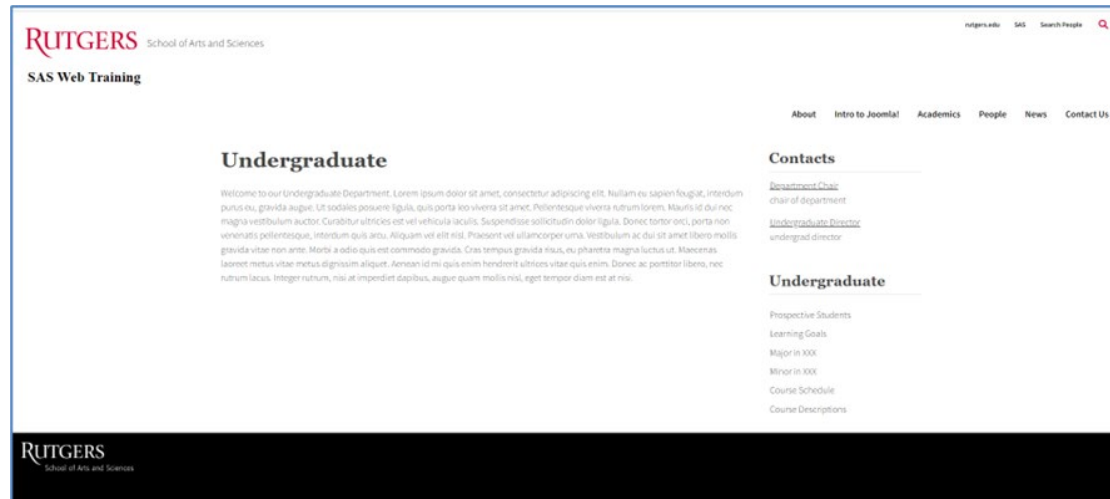 RUTGERS School of Arts and Sciences
rutgers.edu SAS Search People
SAS Web Training
About Intro to Joomla! Academics People News Contact Us
Undergraduate
Welcome to our Undergraduate Department. Lorem ipsum dolor sit amet, consectetur adipiscing elit. Nullam eu sapien feugiat, interdum
purus eu, gravida augue. Ut sodales posuere ligula, quis porta leo viverra sit amet. Pellentesque viverra rutrum lorem. Mauris id dui nec
magna vestibulum auctor. Curabitur ultricies est vel vehicula iaculis. Suspendisse sollicitudin dolor ligula. Donec tortor orci, porta non
venenatis pellentesque, interdum quis arcu. Aliquam vel elit nisl. Praesent vel ullamcorper urna. Vestibulum ac dui sit amet libero mollis
gravida vitae non ante. Morbi a odio quis est commodo gravida. Cras tempus gravida risus, eu pharetra magna luctus ut. Maecenas
laoreet metus vitae metus dignissim aliquet. Aenean id mi quis enim hendrerit ultrices vitae quis enim. Donec ac porttitor libero, nec
rutrum lacus. Integer rutrum, nisi at imperdiet dapibus, augue quam mollis nisl, eget tempor diam est at nisi.
Contacts
Department Chair
chair of department
Undergraduate Director
undergrad director
Undergraduate
Prospective Students
Learning Goals
Major in XXX
Minor in XXX
Course Schedule
Course Descriptions
RUTGERS
School of Arts and Sciences